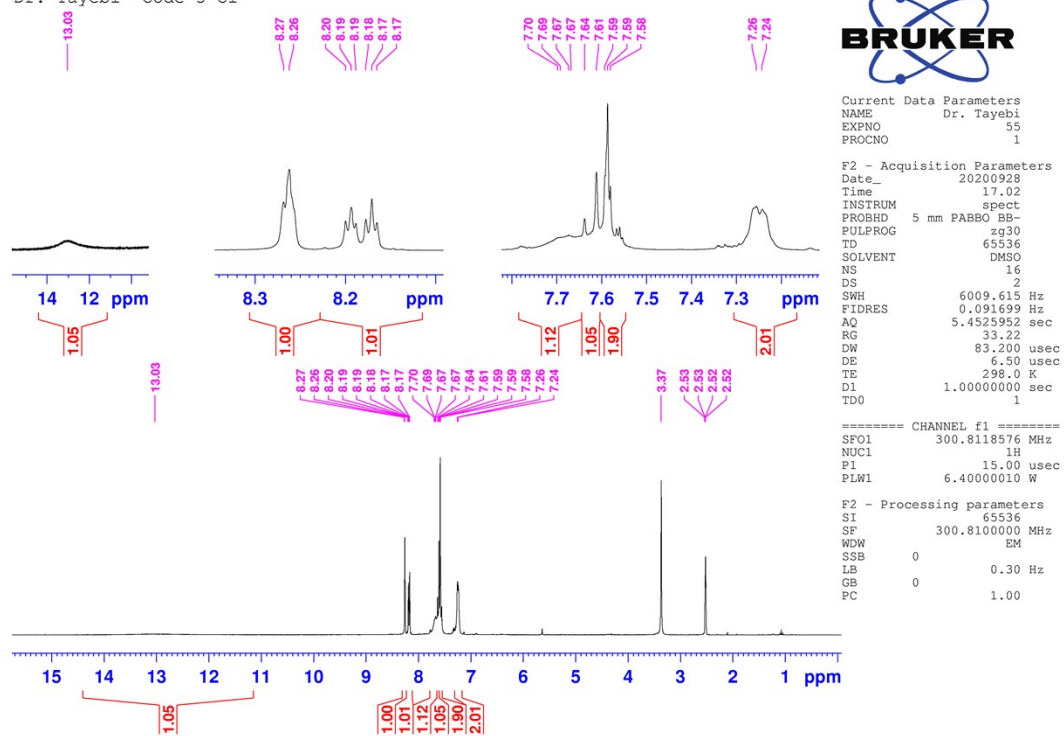 13.03
8.27
8.26
8.20
8.19
8.19
8.18
8.17
8.17
7.70
7.69
7.67
7.67
7.64
7.61
7.59
7.59
7.58
7.26
7.24
14 12 ppm
8.3 8.2 ppm
7.7 7.6 7.5 7.4 7.3 ppm
1.05
1.00
1.01
1.12
1.05
1.90
2.01
13.03
8.27
8.26
8.20
8.19
8.19
8.18
8.17
8.17
7.70
7.69
7.67
7.67
7.64
7.61
7.59
7.59
7.58
7.26
7.24
3.37
2.53
2.53
2.52
2.52
15 14 13 12 11 10 9 8 7 6 5 4 3 2 1 ppm
1.05
1.00
1.01
1.12
1.05
1.90
2.01
BRUKER
Current Data Parameters
NAME Dr. Tayebi
EXPNO 55
PROCNO 1
F2 - Acquisition Parameters
Date_ 20200928
Time 17.02
INSTRUM spect
PROBHD 5 mm PABBO BB-
PULPROG zg30
TD 65536
SOLVENT DMSO
NS 16
DS 2
SWH 6009.615 Hz
FIDRES 0.091699 Hz
AQ 5.4525952 sec
RG 33.22
DW 83.200 usec
DE 6.50 usec
TE 298.0 K
D1 1.00000000 sec
TD0 1
======== CHANNEL f1 ========
SFO1 300.8118576 MHz
NUC1 1H
P1 15.00 usec
PLW1 6.40000010 W
F2 - Processing parameters
SI 65536
SF 300.8100000 MHz
WDW EM
SSB 0
LB 0.30 Hz
GB 0
PC 1.00